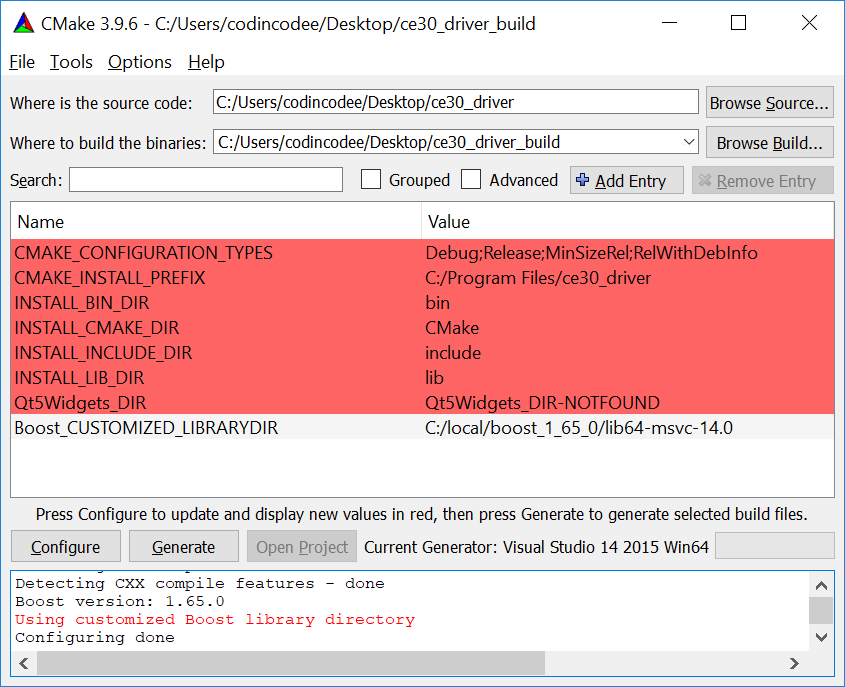 CMake 3.9.6 - C:/Users/codincodee/Desktop/ce30_driver_build
File Tools Options Help
Where is the source code: C:/Users/codincodee/Desktop/ce30_driver Browse Source...
Where to build the binaries: C:/Users/codincodee/Desktop/ce30_driver_build Browse Build...
Search: Grouped Advanced Add Entry Remove Entry
Name Value
CMAKE_CONFIGURATION_TYPES Debug;Release;MinSizeRel;RelWithDebInfo
CMAKE_INSTALL_PREFIX C:/Program Files/ce30_driver
INSTALL_BIN_DIR bin
INSTALL_CMAKE_DIR CMake
INSTALL_INCLUDE_DIR include
INSTALL_LIB_DIR lib
Qt5Widgets_DIR Qt5Widgets_DIR-NOTFOUND
Boost_CUSTOMIZED_LIBRARYDIR C:/local/boost_1_65_0/lib64-msvc-14.0
Press Configure to update and display new values in red, then press Generate to generate selected build files.
Configure Generate Open Project Current Generator: Visual Studio 14 2015 Win64
Detecting CXX compile features - done
Boost version: 1.65.0
Using customized Boost library directory
Configuring done